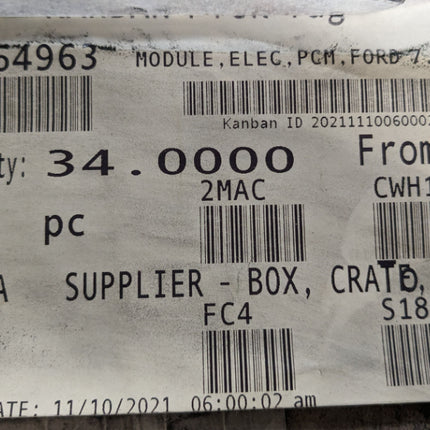 54963 MODULE,ELEC,PCM,FORD 7.
Kanban ID 2021111006000
ty: 34.0000 From
2MAC CWH1
pc
A SUPPLIER - BOX, CRATE,
FC4 S18
ATE: 11/10/2021 06:00:02 am